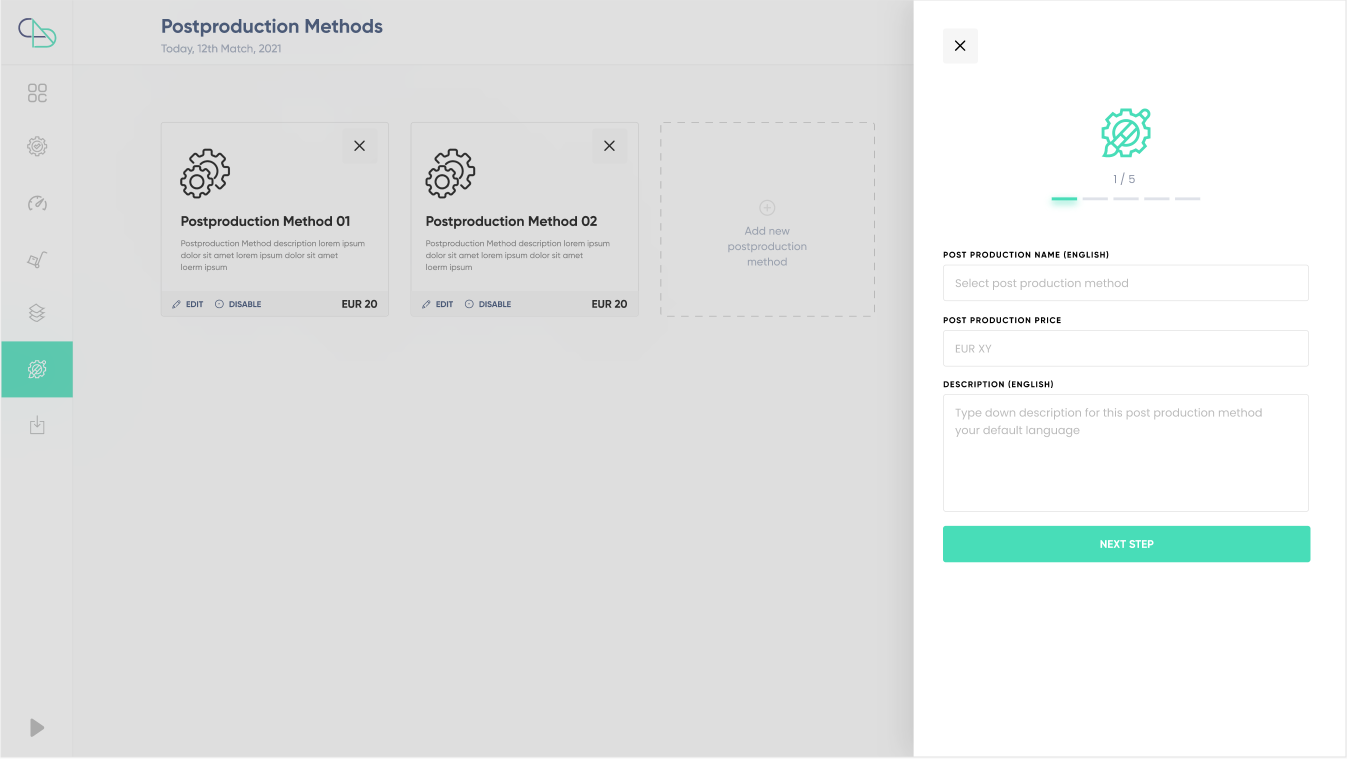 Postproduction Methods
Today, 12th Match, 2021
Postproduction Method 01
Postproduction Method description lorem ipsum
dolor sit amet lorem ipsum dolor sit amet
loerm ipsum
EDIT DISABLE EUR 20
Postproduction Method 02
Postproduction Method description lorem ipsum
dolor sit amet lorem ipsum dolor sit amet
loerm ipsum
EDIT DISABLE EUR 20
Add new
postproduction
method
1 / 5
POST PRODUCTION NAME (ENGLISH)
Select post production method
POST PRODUCTION PRICE
EUR XY
DESCRIPTION (ENGLISH)
Type down description for this post production method
your default language
NEXT STEP